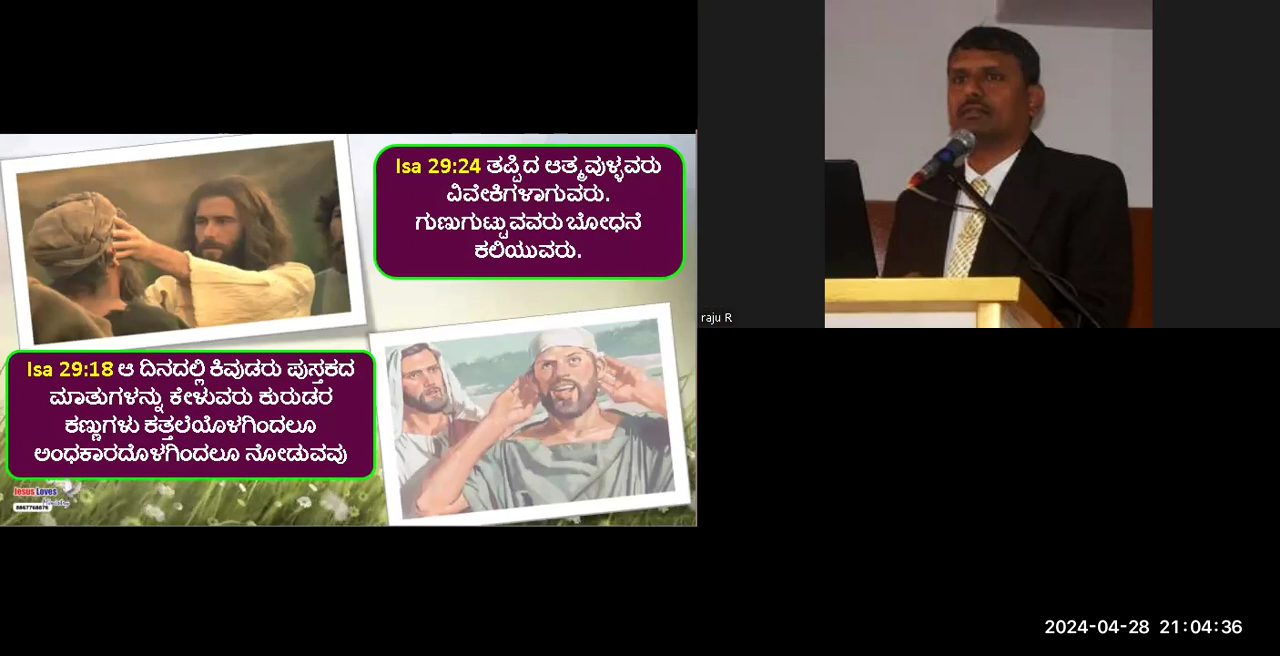 Isa 29:24 ತಪ್ಪಿದ ಆತ್ಮವುಳ್ಳವರು
ವಿವೇಕಿಗಳಾಗುವರು.
ಗುಣುಗುಟ್ಟುವವರು ಬೋಧನೆ
ಕಲಿಯುವರು.
Isa 29:18 ಆ ದಿನದಲ್ಲಿ ಕಿವುಡರು ಪುಸ್ತಕದ
ಮಾತುಗಳನ್ನು ಕೇಳುವರು ಕುರುಡರ
ಕಣ್ಣುಗಳು ಕತ್ತಲೆಯೊಳಗಿಂದಲೂ
ಅಂಧಕಾರದೊಳಗಿಂದಲೂ ನೋಡುವವು
Jesus Loves
Ministry
8867768876
raju R
2024-04-28 21:04:36